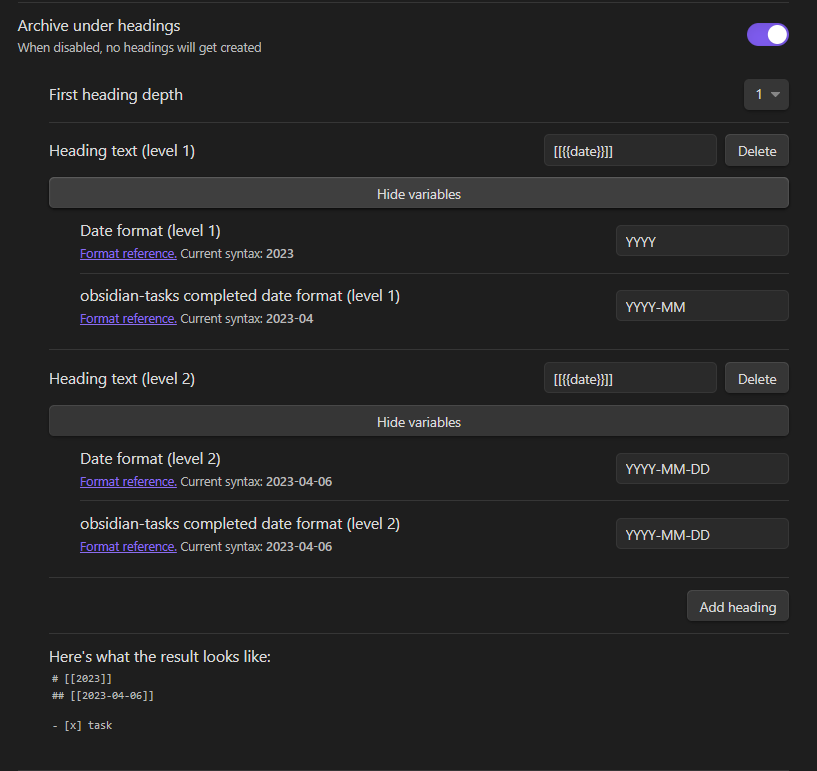 Archive under headings
When disabled, no headings will get created
First heading depth
1
Heading text (level 1)
[[{{date}}]]
Delete
Hide variables
Date format (level 1)
Format reference. Current syntax: 2023
YYYY
obsidian-tasks completed date format (level 1)
Format reference. Current syntax: 2023-04
YYYY-MM
Heading text (level 2)
[[{{date}}]]
Delete
Hide variables
Date format (level 2)
Format reference. Current syntax: 2023-04-06
YYYY-MM-DD
obsidian-tasks completed date format (level 2)
Format reference. Current syntax: 2023-04-06
YYYY-MM-DD
Add heading
Here's what the result looks like:
# [[2023]]
## [[2023-04-06]]
- [x] task